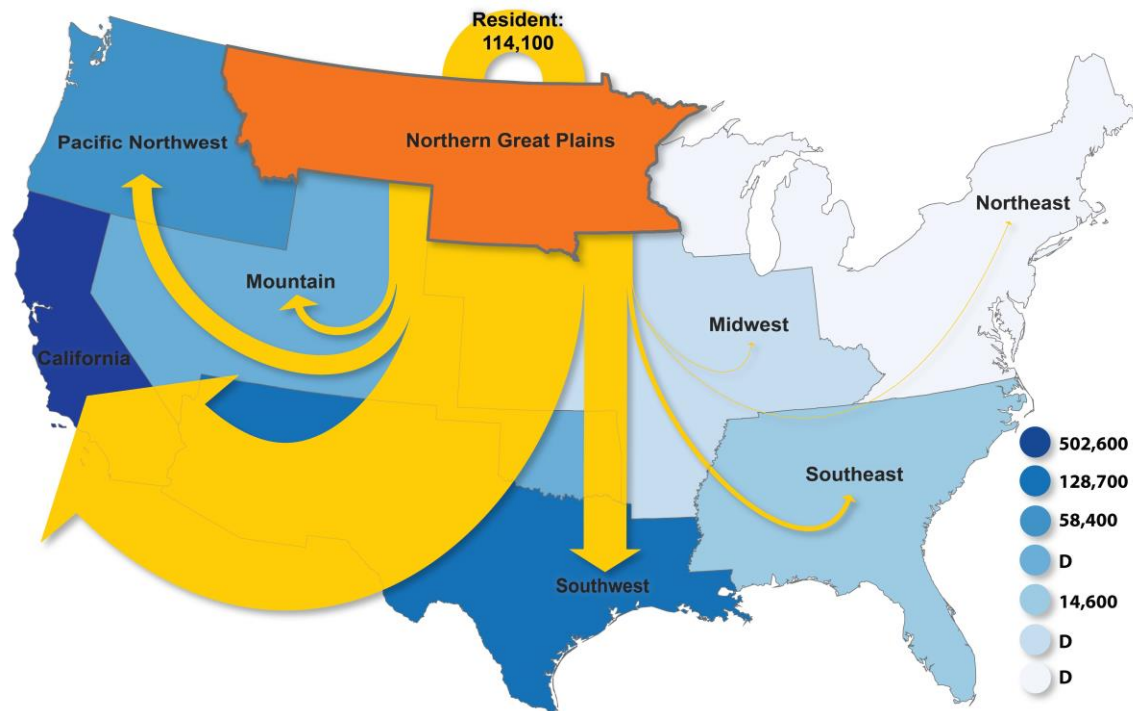 Resident:
114,100
Pacific Northwest
Northern Great Plains
Northeast
Mountain
Midwest
California
Southeast
Southwest
502,600
128,700
58,400
D
14,600
D
D